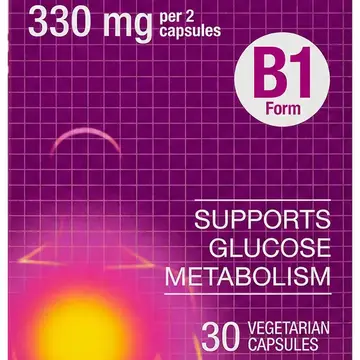 330 mg per 2 capsules
B1
Form
SUPPORTS
GLUCOSE
METABOLISM
30 VEGETARIAN CAPSULES